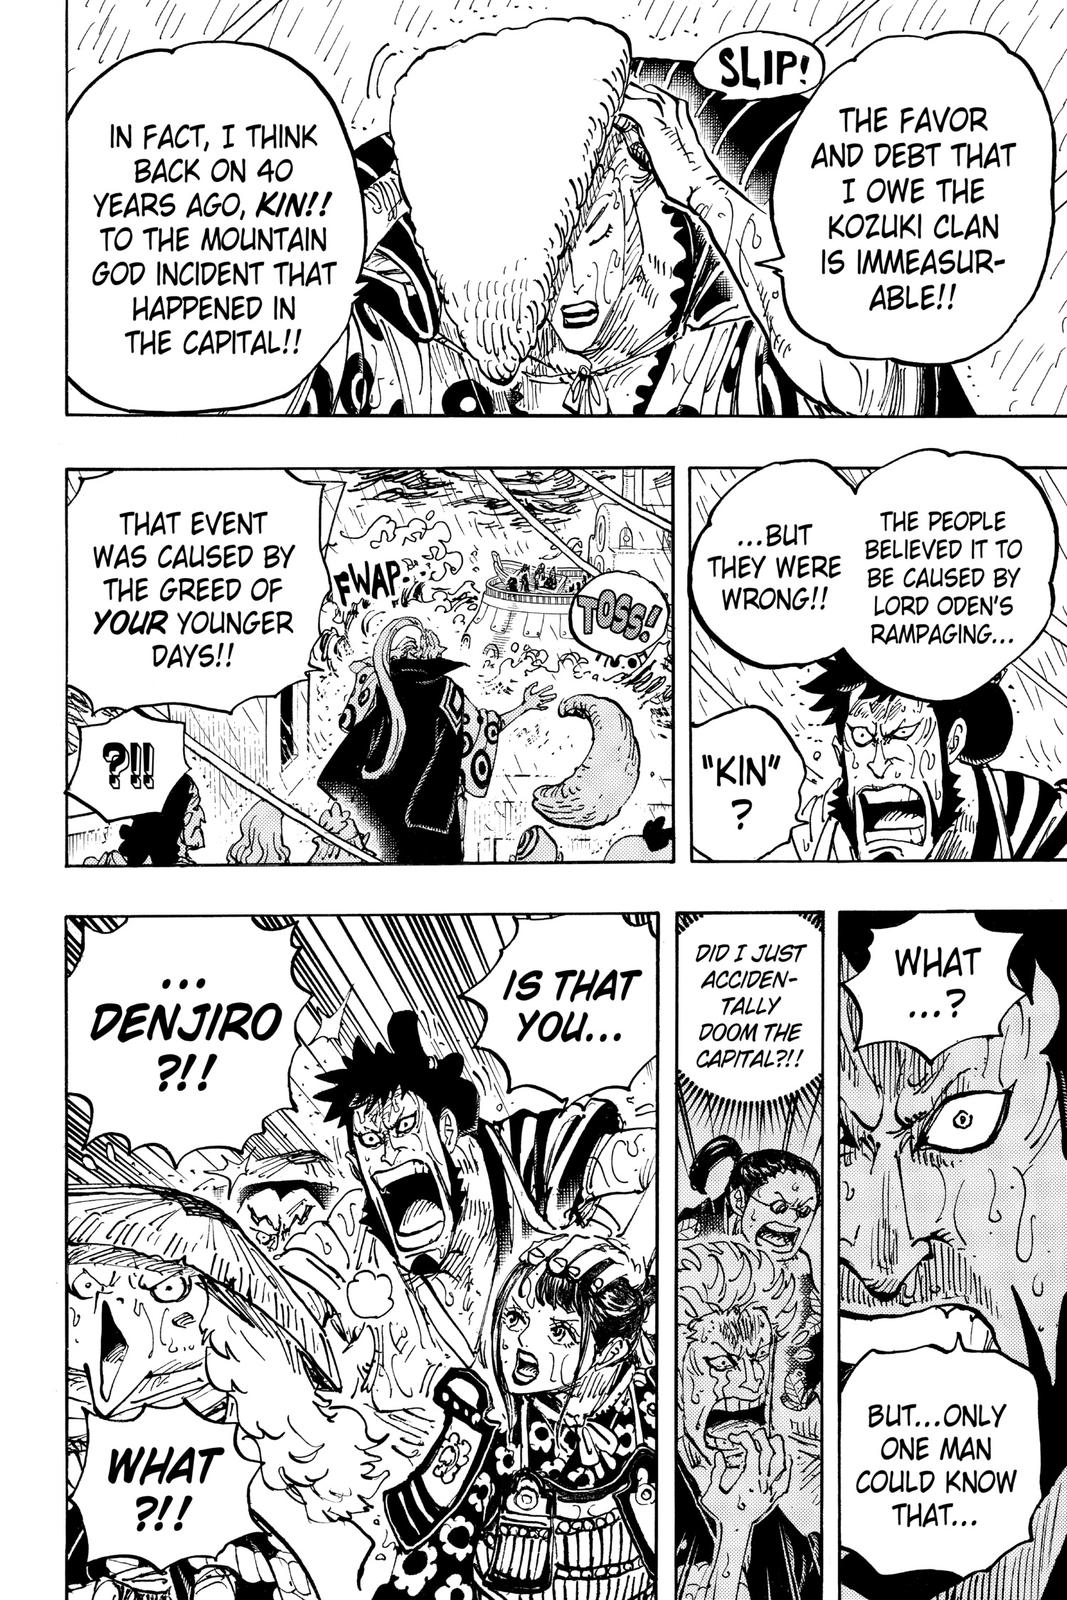 SLIP!
THE FAVOR
AND DEBT THAT
I OWE THE
KOZUKI CLAN
IS IMMEASUR-
ABLE!!
IN FACT, I THINK
BACK ON 40
YEARS AGO, KIN!!
TO THE MOUNTAIN
GOD INCIDENT THAT
HAPPENED IN
THE CAPITAL!!
THE PEOPLE
BELIEVED IT TO
BE CAUSED BY
LORD ODEN'S
RAMPAGING...
...BUT
THEY WERE
WRONG!!
"KIN"
?
TOSS!
FWAP...
THAT EVENT
WAS CAUSED BY
THE GREED OF
YOUR YOUNGER
DAYS!!
?!!
WHAT
...?
BUT...ONLY
ONE MAN
COULD KNOW
THAT...
DID I JUST
ACCIDEN-
TALLY
DOOM THE
CAPITAL?!!
IS THAT
YOU...
...
DENJIRO
?!!
WHAT
?!!